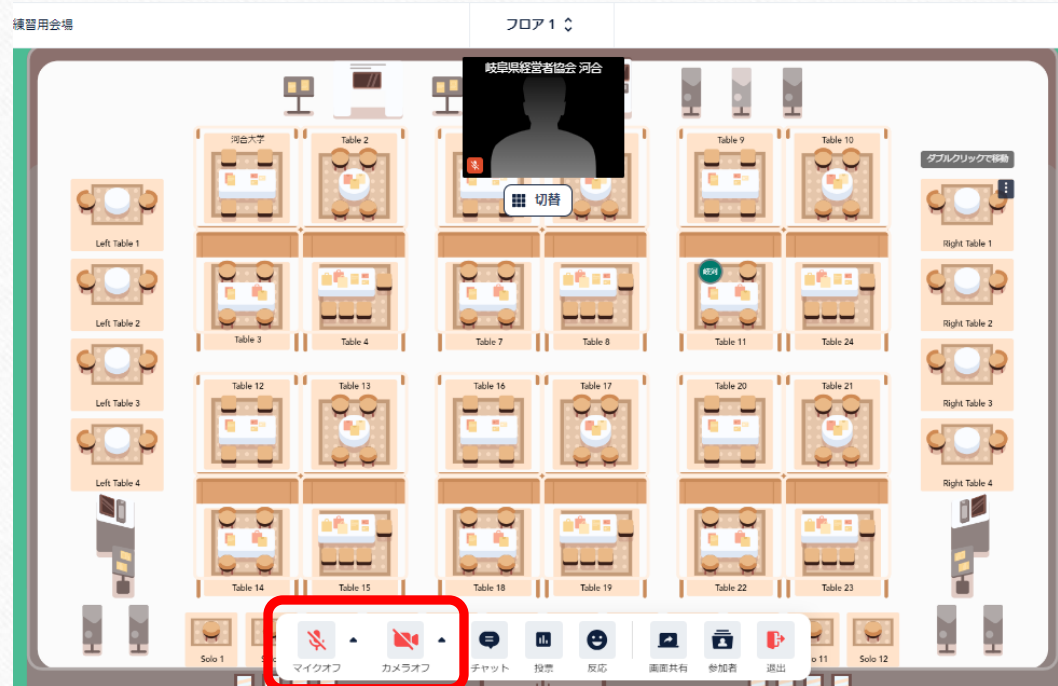 練習用会場
フロア 1
岐阜県経営者協会 河合
河合大学
Table 2
Table 9
Table 10
ダブルクリックで移動
切替
Left Table 1
Right Table 1
Left Table 2
Right Table 2
Table 3
Table 4
Table 7
Table 8
Table 11
Table 24
Left Table 3
Right Table 3
Table 12
Table 13
Table 16
Table 17
Table 20
Table 21
Left Table 4
Right Table 4
Table 14
Table 15
Table 18
Table 19
Table 22
Table 23
Solo 1
Solo 12
マイクオフ
カメラオフ
チャット
投票
反応
画面共有
参加者
退出